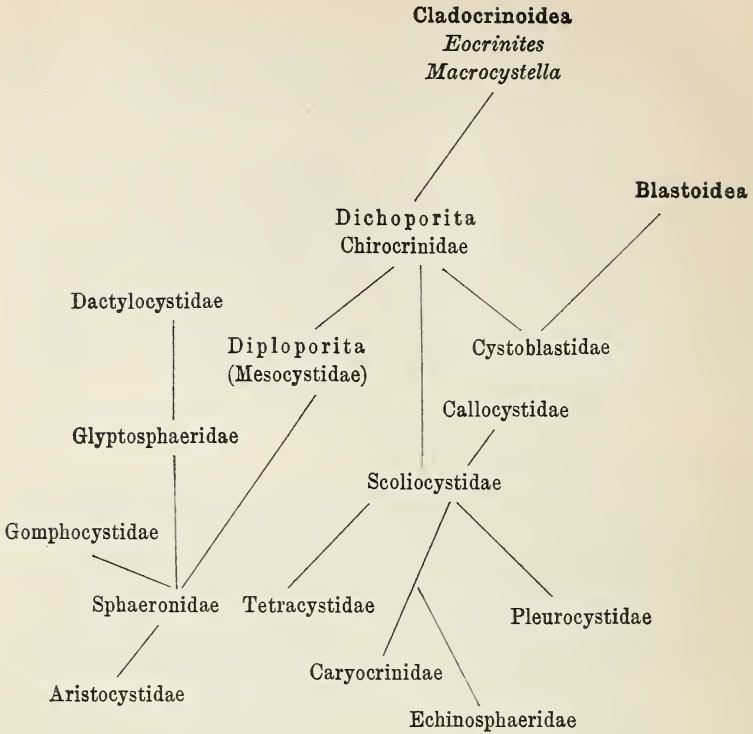 Cladocrinoidea
Eocrinites
Macrocystella
Blastoidea
Dichoporita
Chirocrinidae
Dactylocystidae
Diploporita
(Mesocystidae)
Cystoblastidae
Callocystidae
Glyptosphaeridae
Scoliocystidae
Gomphocystidae
Sphaeronidae
Tetracystidae
Pleurocystidae
Caryocrinidae
Aristocystidae
Echinosphaeridae